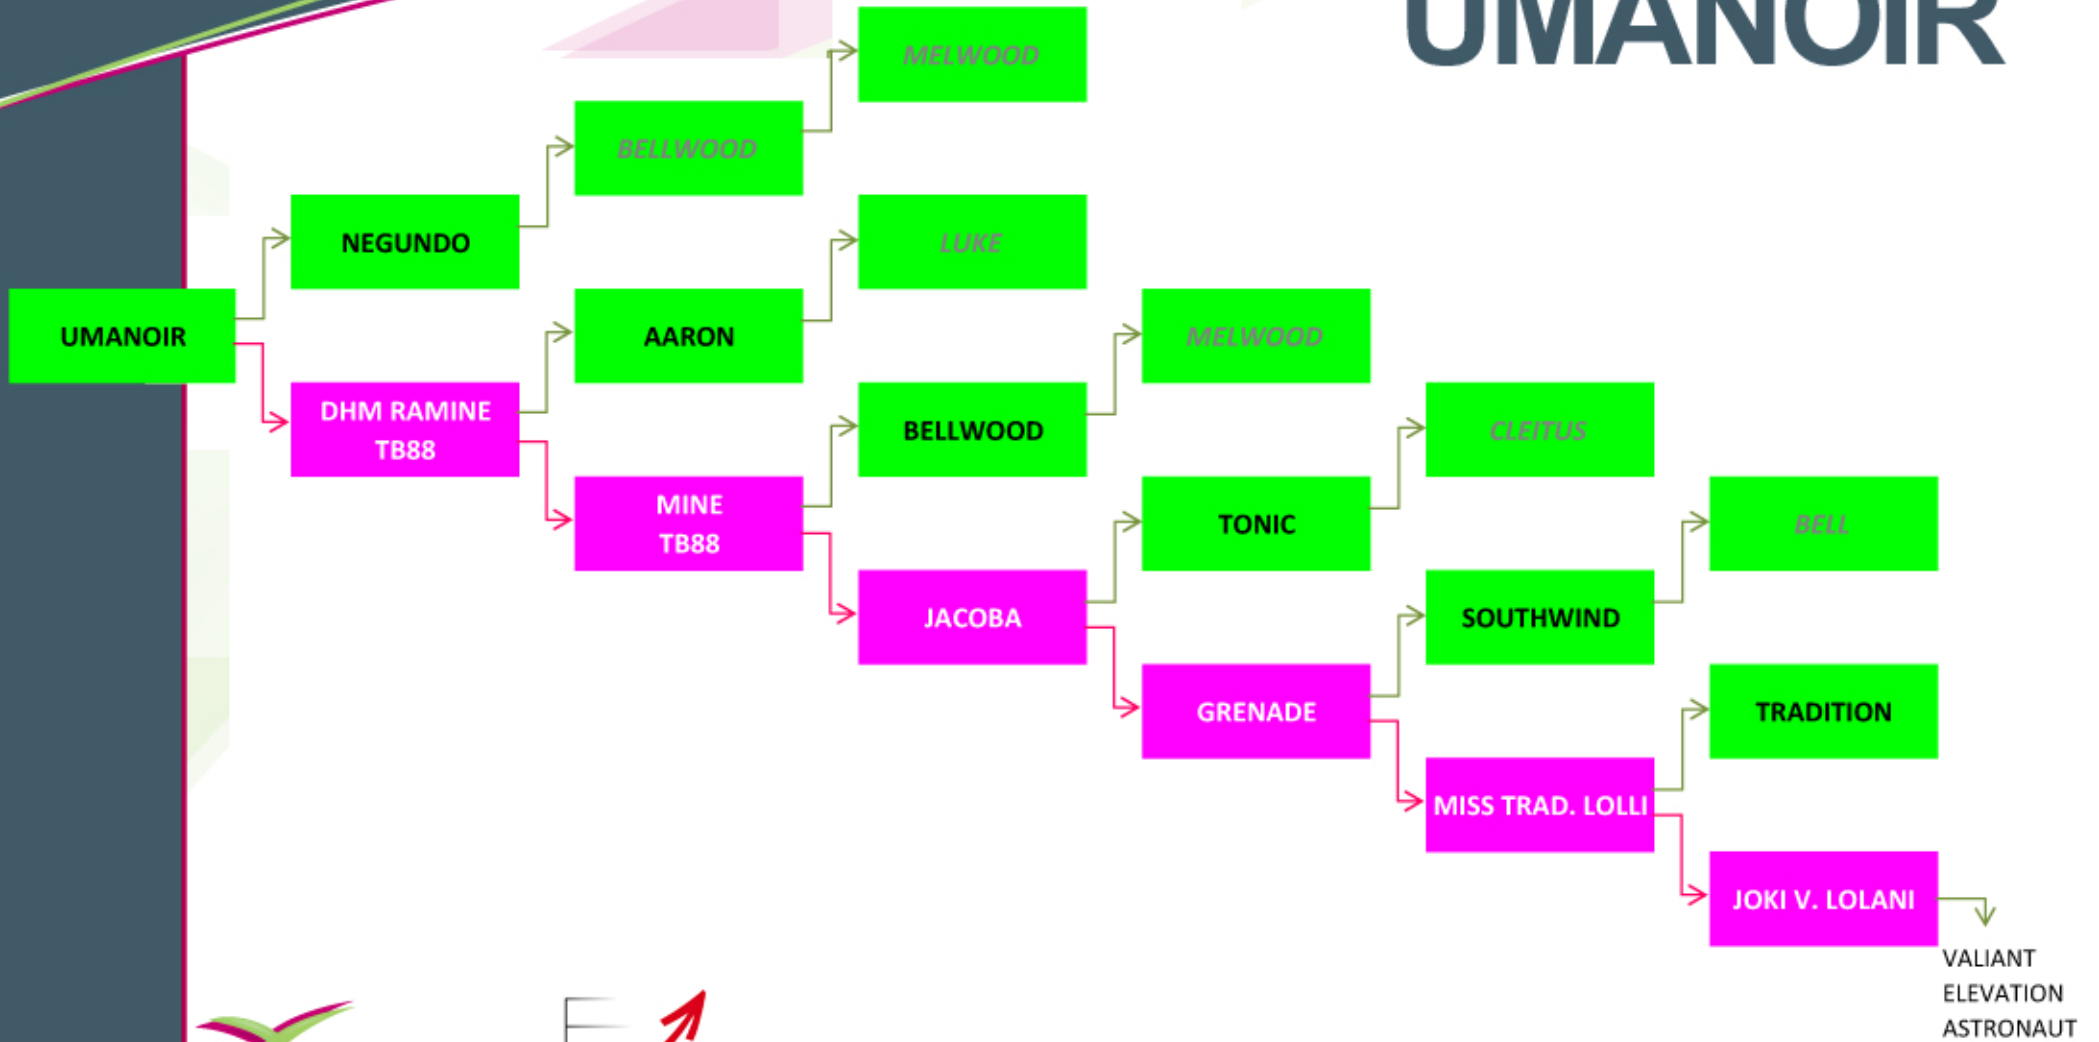 UMANOIR
MELWOOD
BELLWOOD
NEGUNDO
LUKE
UMANOIR
AARON
MELWOOD
DHM RAMINE
TB88
BELLWOOD
CLEITUS
MINE
TB88
TONIC
BELL
JACOBA
SOUTHWIND
GRENADE
TRADITION
MISS TRAD. LOLLI
JOKI V. LOLANI
VALIANT
ELEVATION
ASTRONAUT